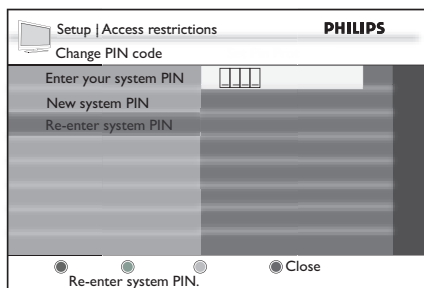 Setup | Access restrictions PHILIPS
Change PIN code
Enter your system PIN
New system PIN
Re-enter system PIN
Close
Re-enter system PIN.